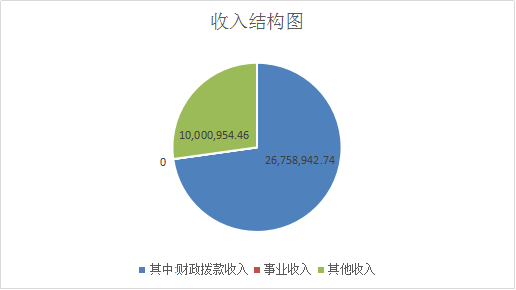 收入结构图
10,000,954.46
0
26,758,942.74
其中:财政拨款收入 事业收入 其他收入